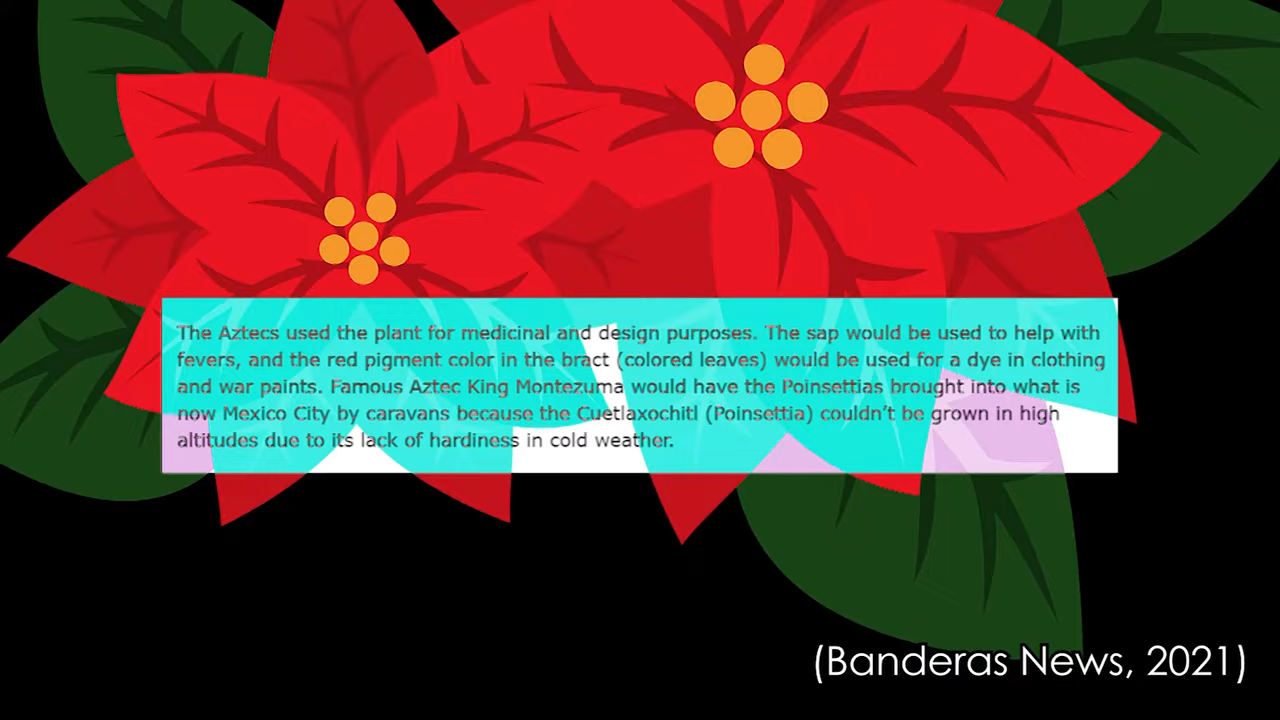 The Aztecs used the plant for medicinal and design purposes. The sap would be used to help with
fevers, and the red pigment color in the bract (colored leaves) would be used for a dye in clothing
and war paints. Famous Aztec King Montezuma would have the Poinsettias brought into what is
now Mexico City by caravans because the Cuetlaxochitl (Poinsettia) couldn’t be grown in high
altitudes due to its lack of hardiness in cold weather.
(Banderas News, 2021)